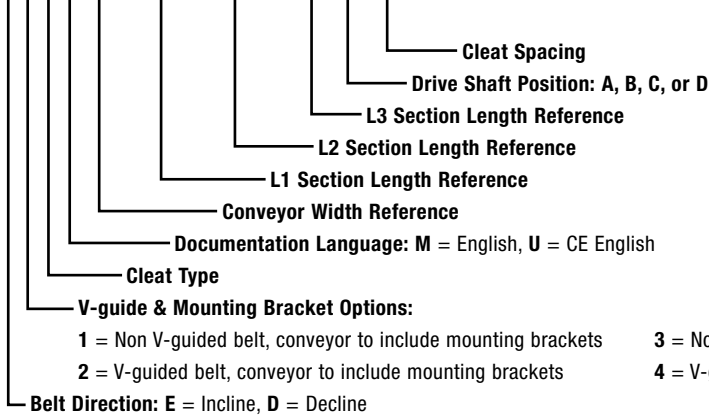 Cleat Spacing
Drive Shaft Position: A, B, C, or D
L3 Section Length Reference
L2 Section Length Reference
L1 Section Length Reference
Conveyor Width Reference
Documentation Language: M = English, U = CE English
Cleat Type
V-guide & Mounting Bracket Options:
1 = Non V-guided belt, conveyor to include mounting brackets 3 =
2 = V-guided belt, conveyor to include mounting brackets 4 =
Belt Direction: E = Incline, D = Decline